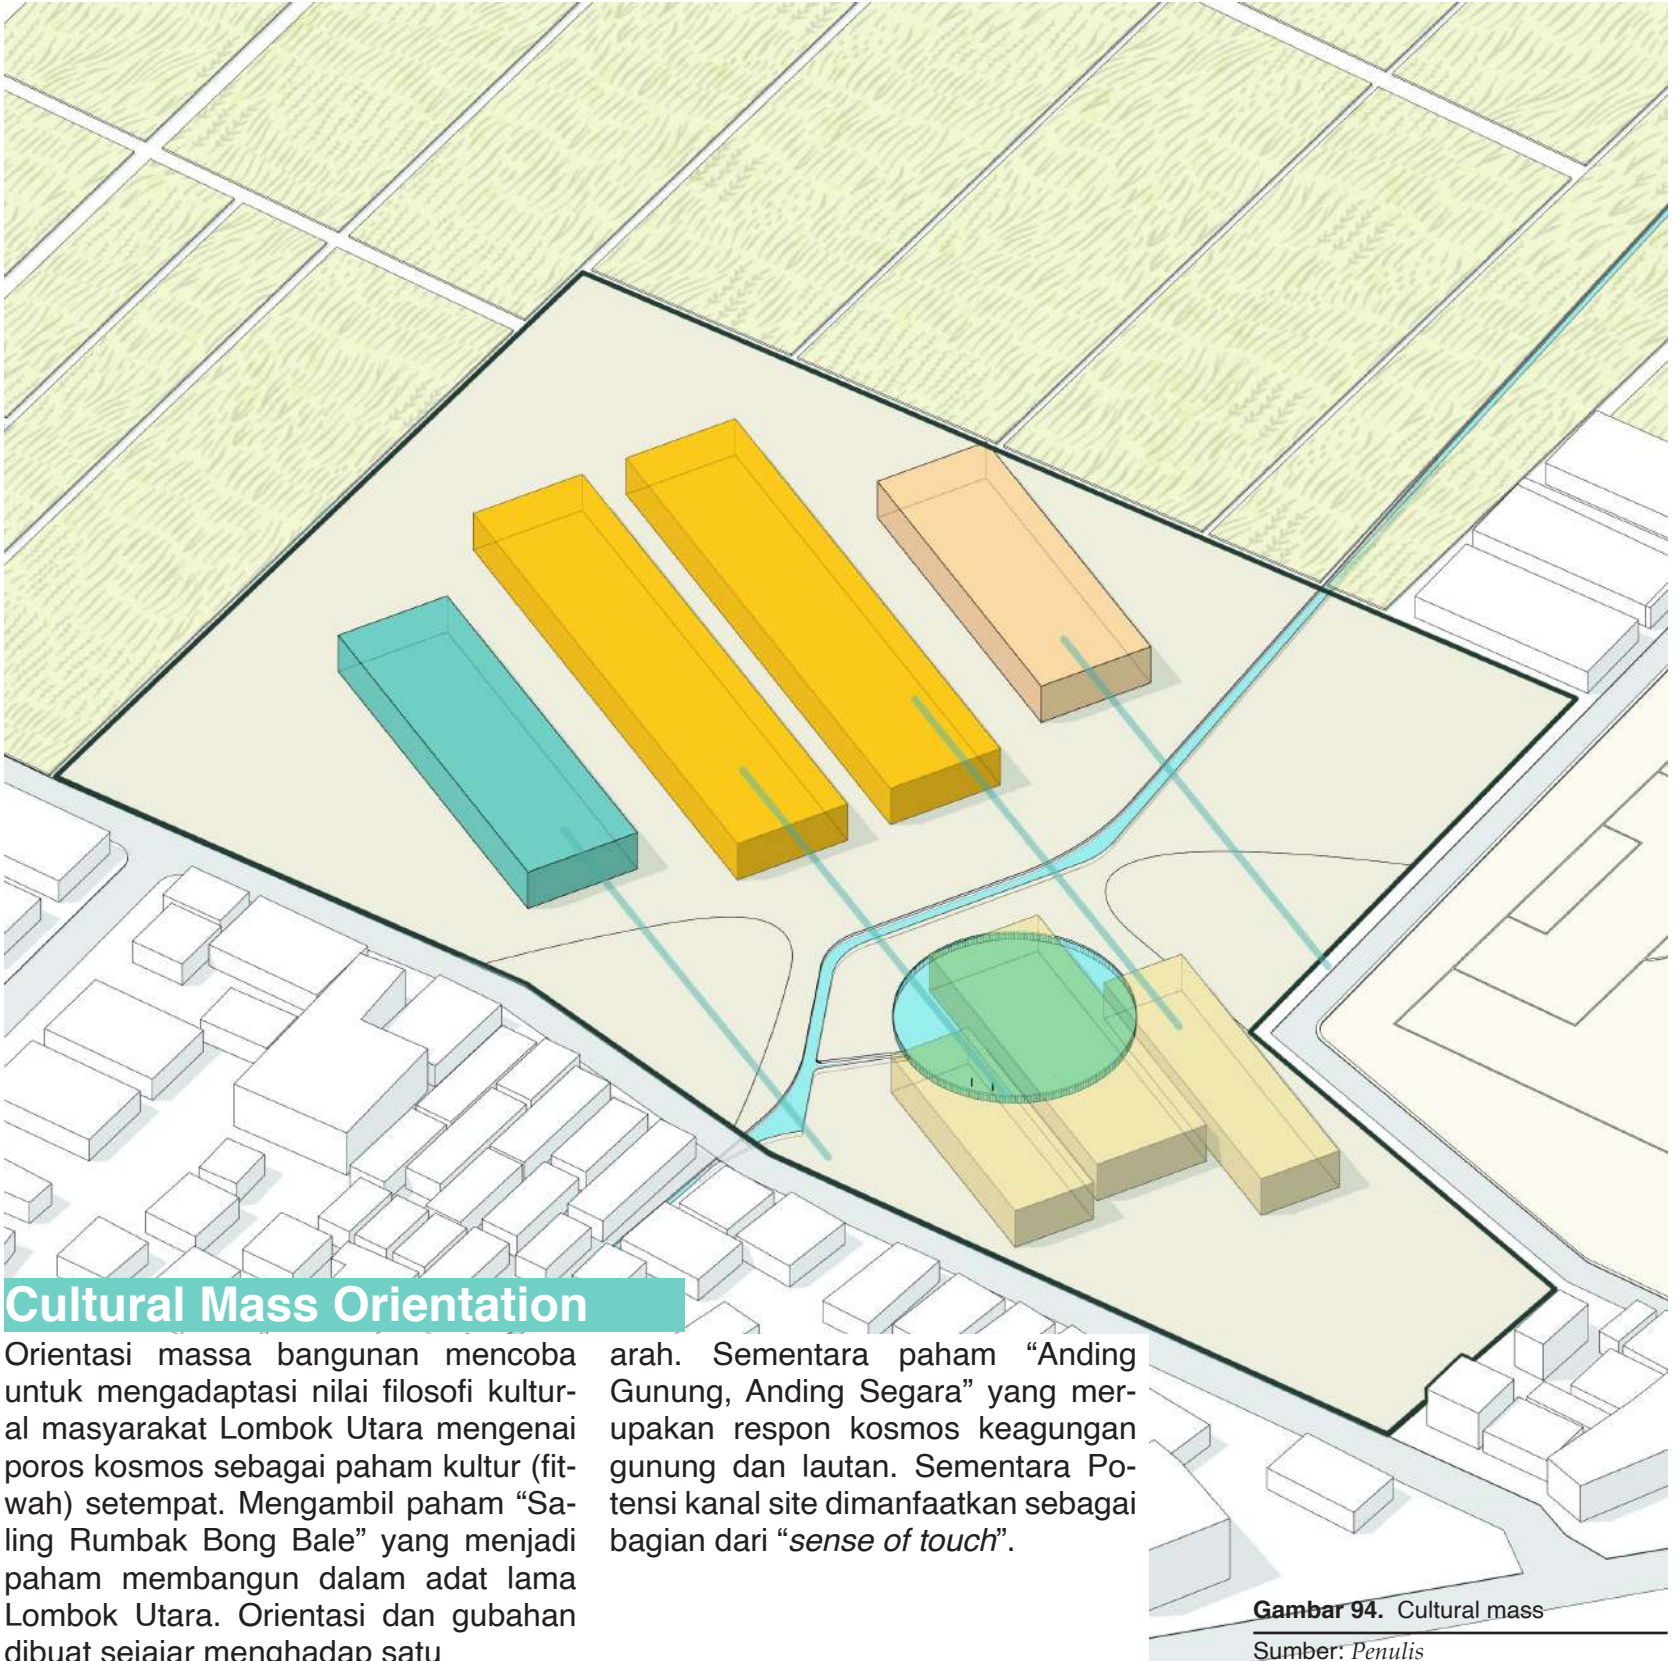 Cultural Mass Orientation
Orientasi massa bangunan mencoba
untuk mengadaptasi nilai filosofi kultur-
al masyarakat Lombok Utara mengenai
poros kosmos sebagai paham kultur (fit-
wah) setempat. Mengambil paham “Sa-
ling Rumbak Bong Bale” yang menjadi
paham membangun dalam adat lama
Lombok Utara. Orientasi dan gubahan
dibuat sejajar menghadap satu
arah. Sementara paham “Anding
Gunung, Anding Segara” yang mer-
upakan respon kosmos keagungan
gunung dan lautan. Sementara Po-
tensi kanal site dimanfaatkan sebagai
bagian dari “sense of touch”.
Gambar 94. Cultural mass
Sumber: Penulis